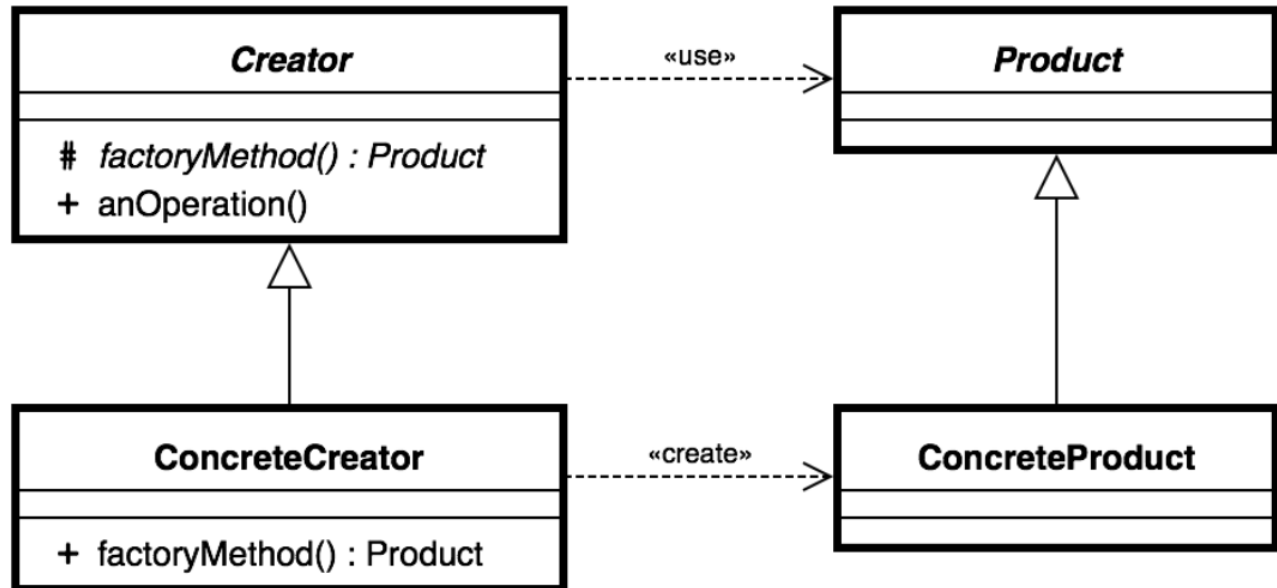 Creator
«use»
Product
# factoryMethod() : Product
+ anOperation()
ConcreteCreator
«create»
ConcreteProduct
+ factoryMethod() : Product